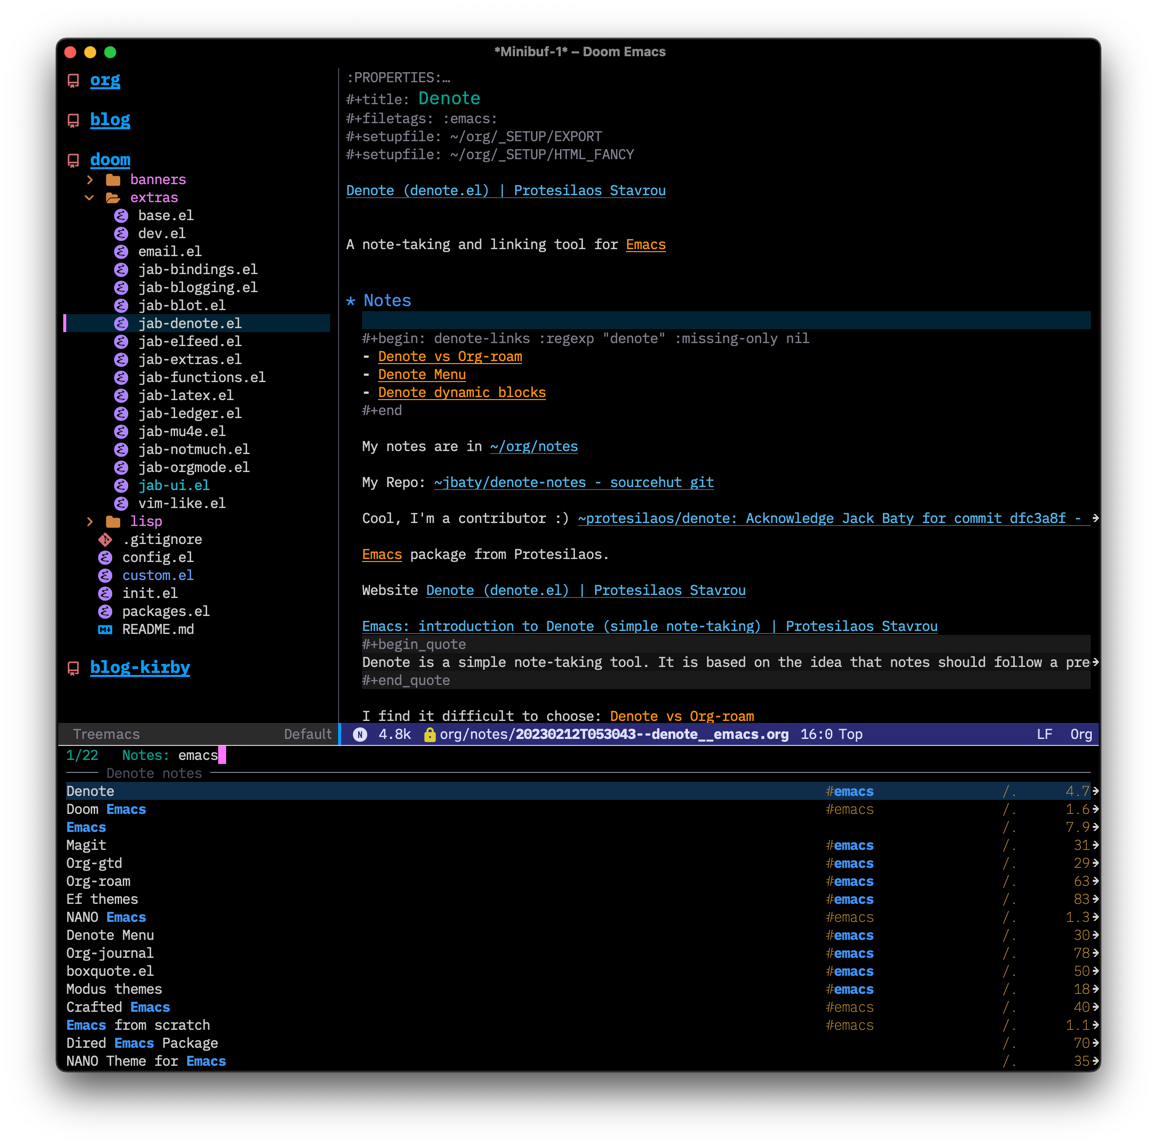 *Minibuf-1* – Doom Emacs
org
blog
doom
banners
extras
base.el
dev.el
email.el
jab-bindings.el
jab-blogging.el
jab-blot.el
jab-denote.el
jab-elfeed.el
jab-extras.el
jab-functions.el
jab-latex.el
jab-ledger.el
jab-mu4e.el
jab-notmuch.el
jab-orgmode.el
jab-ui.el
vim-like.el
lisp
.gitignore
config.el
custom.el
init.el
packages.el
README.md
blog-kirby
:PROPERTIES:…
#+title: Denote
#+filetags: :emacs:
#+setupfile: ~/org/_SETUP/EXPORT
#+setupfile: ~/org/_SETUP/HTML_FANCY
Denote (denote.el) | Protesilaos Stavrou
A note-taking and linking tool for Emacs
* Notes
#+begin: denote-links :regexp "denote" :missing-only nil
- Denote vs Org-roam
- Denote Menu
- Denote dynamic blocks
#+end
My notes are in ~/org/notes
My Repo: ~jbaty/denote-notes - sourcehut git
Cool, I'm a contributor :) ~protesilaos/denote: Acknowledge Jack Baty for commit dfc3a8f -
Emacs package from Protesilaos.
Website Denote (denote.el) | Protesilaos Stavrou
Emacs: introduction to Denote (simple note-taking) | Protesilaos Stavrou
#+begin_quote
Denote is a simple note-taking tool. It is based on the idea that notes should follow a pre
#+end_quote
I find it difficult to choose: Denote vs Org-roam
Treemacs Default
N 4.8k org/notes/20230212T053043--denote__emacs.org 16:0 Top LF Org
1/22 Notes: emacs
Denote notes
Denote #emacs /. 4.7
Doom Emacs #emacs /. 1.6
Emacs /. 7.9
Magit #emacs /. 31
Org-gtd #emacs /. 29
Org-roam #emacs /. 63
Ef themes #emacs /. 83
NANO Emacs #emacs /. 1.3
Denote Menu #emacs /. 30
Org-journal #emacs /. 78
boxquote.el #emacs /. 50
Modus themes #emacs /. 18
Crafted Emacs #emacs /. 40
Emacs from scratch #emacs /. 1.1
Dired Emacs Package /. 70
NANO Theme for Emacs /. 35